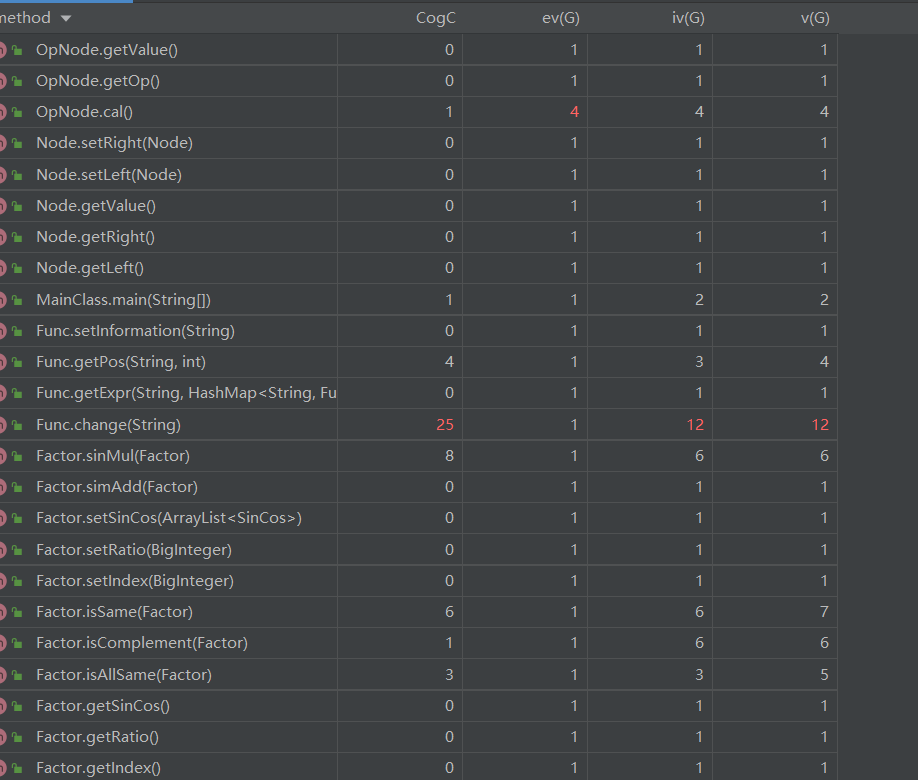 method CogC ev(G) iv(G) v(G)
OpNode.getValue() 0 1 1 1
OpNode.getOp() 0 1 1 1
OpNode.cal() 1 4 4 4
Node.setRight(Node) 0 1 1 1
Node.setLeft(Node) 0 1 1 1
Node.getValue() 0 1 1 1
Node.getRight() 0 1 1 1
Node.getLeft() 0 1 1 1
MainClass.main(String[]) 1 1 2 2
Func.setInformation(String) 0 1 1 1
Func.getPos(String, int) 4 1 3 4
Func.getExpr(String, HashMap<String, Fu 0 1 1 1
Func.change(String) 25 1 12 12
Factor.sinMul(Factor) 8 1 6 6
Factor.simAdd(Factor) 0 1 1 1
Factor.setSinCos(ArrayList<SinCos>) 0 1 1 1
Factor.setRatio(BigInteger) 0 1 1 1
Factor.setIndex(BigInteger) 0 1 1 1
Factor.isSame(Factor) 6 1 6 7
Factor.isComplement(Factor) 1 1 6 6
Factor.isAllSame(Factor) 3 1 3 5
Factor.getSinCos() 0 1 1 1
Factor.getRatio() 0 1 1 1
Factor.getIndex() 0 1 1 1